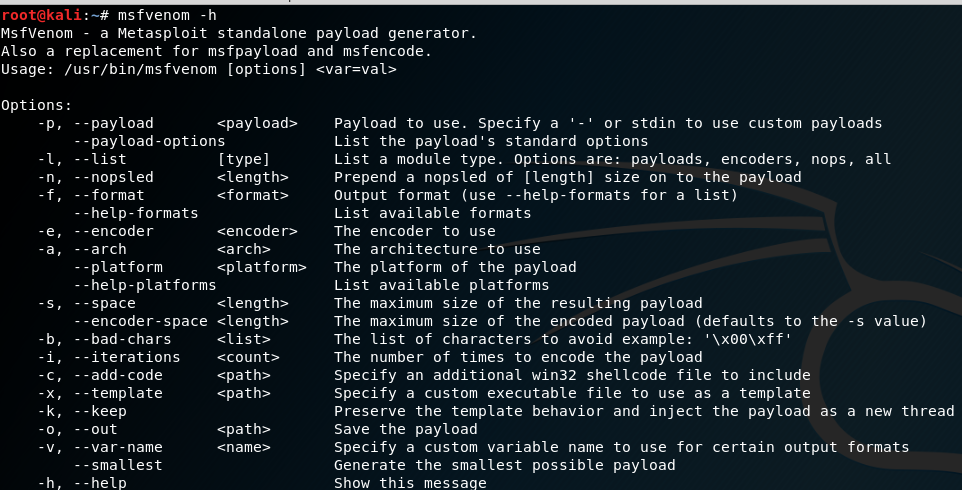 root@kali:~# msfvenom -h
MsfVenom - a Metasploit standalone payload generator.
Also a replacement for msfpayload and msfencode.
Usage: /usr/bin/msfvenom [options] <var=val>

Options:
    -p, --payload       <payload>    Payload to use. Specify a '-' or stdin to use custom payloads
        --payload-options            List the payload's standard options
    -l, --list          [type]       List a module type. Options are: payloads, encoders, nops, all
    -n, --nopsled       <length>     Prepend a nopsled of [length] size on to the payload
    -f, --format        <format>     Output format (use --help-formats for a list)
        --help-formats               List available formats
    -e, --encoder       <encoder>    The encoder to use
    -a, --arch          <arch>       The architecture to use
        --platform      <platform>   The platform of the payload
        --help-platforms             List available platforms
    -s, --space         <length>     The maximum size of the resulting payload
        --encoder-space <length>     The maximum size of the encoded payload (defaults to the -s value)
    -b, --bad-chars     <list>       The list of characters to avoid example: '\x00\xff'
    -i, --iterations    <count>      The number of times to encode the payload
    -c, --add-code      <path>       Specify an additional win32 shellcode file to include
    -x, --template      <path>       Specify a custom executable file to use as a template
    -k, --keep                       Preserve the template behavior and inject the payload as a new thread
    -o, --out           <path>       Save the payload
    -v, --var-name      <name>       Specify a custom variable name to use for certain output formats
        --smallest                   Generate the smallest possible payload
    -h, --help                       Show this message